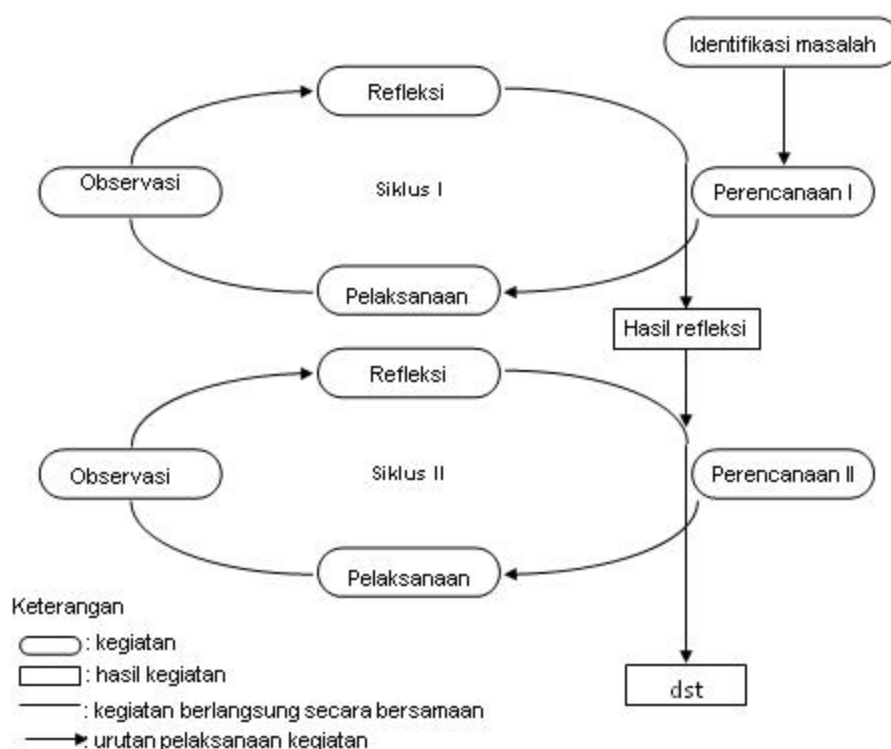 Identifikasi masalah
Refleksi
Observasi
Siklus I
Perencanaan I
Pelaksanaan
Hasil refleksi
Refleksi
Observasi
Siklus II
Perencanaan II
Pelaksanaan
Keterangan
: kegiatan
: hasil kegiatan
: kegiatan berlangsung secara bersamaan
: urutan pelaksanaan kegiatan
dst